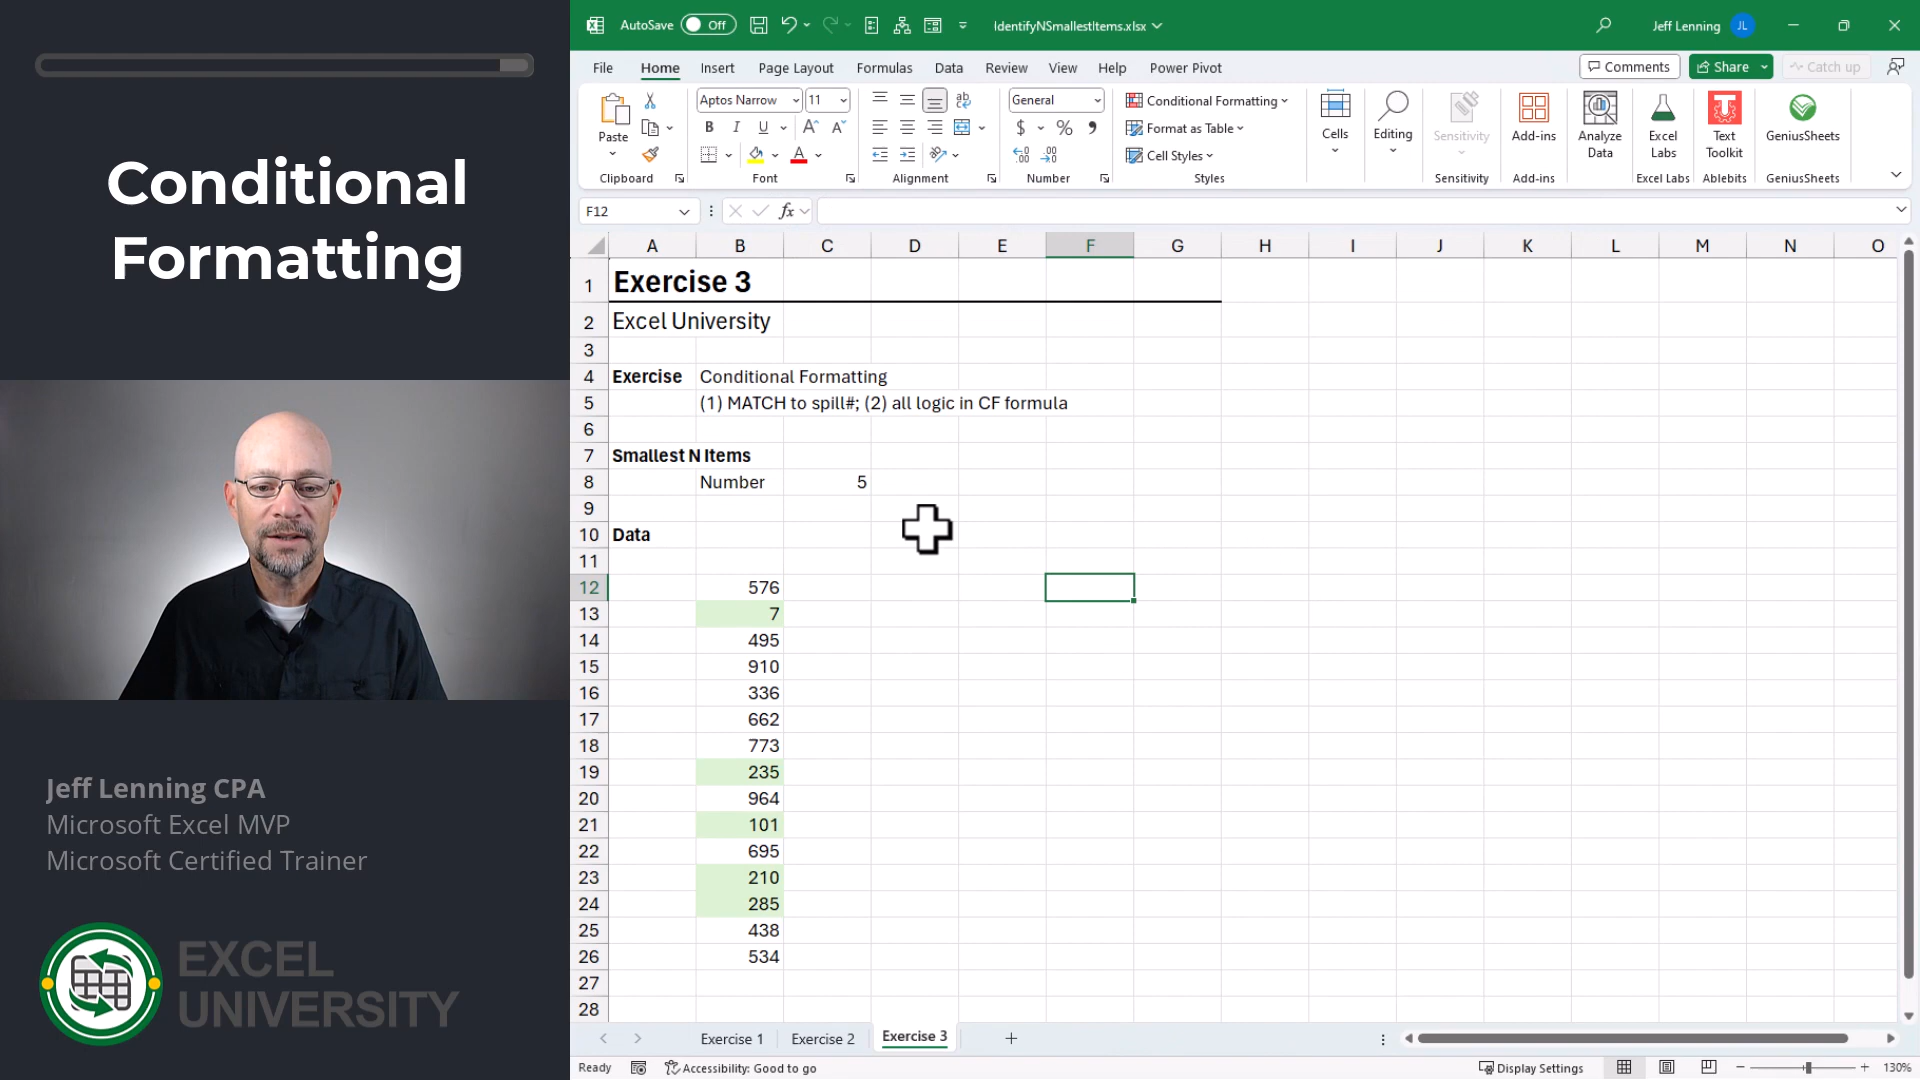 Conditional
Formatting
Jeff Lenning CPA
Microsoft Excel MVP
Microsoft Certified Trainer
EXCEL
UNIVERSITY
AutoSave Off IdentifyNSmallestItems.xlsx Jeff Lenning JL
File Home Insert Page Layout Formulas Data Review View Help Power Pivot Comments Share Catch up
Paste Aptos Narrow 11 B I U A General $ % Conditional Formatting Format as Table Cell Styles Cells Editing Sensitivity Add-ins Analyze Data Excel Labs Text Toolkit GeniusSheets
Clipboard Font Alignment Number Styles Sensitivity Add-ins Excel Labs Ablebits GeniusSheets
F12 fx
A B C D E F G H I J K L M N O
1 Exercise 3
2 Excel University
3
4 Exercise Conditional Formatting
5 (1) MATCH to spill#; (2) all logic in CF formula
6
7 Smallest N Items
8 Number 5
9
10 Data
11
12 576
13 7
14 495
15 910
16 336
17 662
18 773
19 235
20 964
21 101
22 695
23 210
24 285
25 438
26 534
27
28
Exercise 1 Exercise 2 Exercise 3
Ready Accessibility: Good to go Display Settings 130%